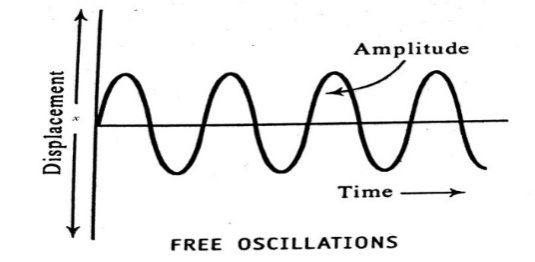 Amplitude
Displacement
x
Time
FREE OSCILLATIONS